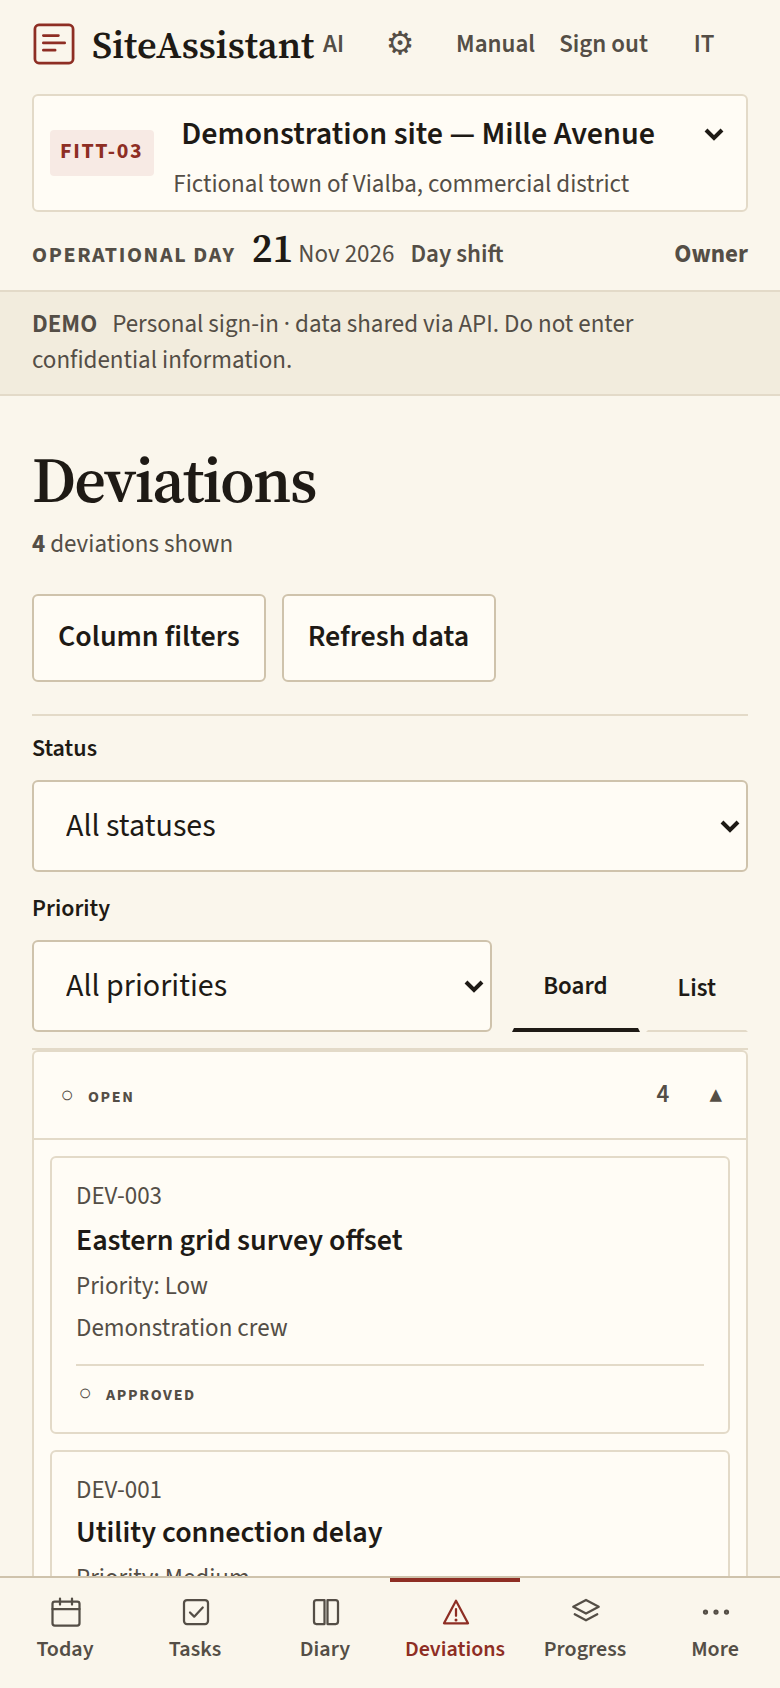 SiteAssistant AI ⚙ Manual Sign out IT
FITT-03 Demonstration site — Mille Avenue
Fictional town of Vialba, commercial district
OPERATIONAL DAY 21 Nov 2026 Day shift Owner
DEMO Personal sign-in · data shared via API. Do not enter
confidential information.
Deviations
4 deviations shown
Column filters Refresh data
Status
All statuses
Priority
All priorities Board List
○ OPEN 4 ▲
DEV-003
Eastern grid survey offset
Priority: Low
Demonstration crew
○ APPROVED
DEV-001
Utility connection delay
Priority: Medium
Today Tasks Diary Deviations Progress More